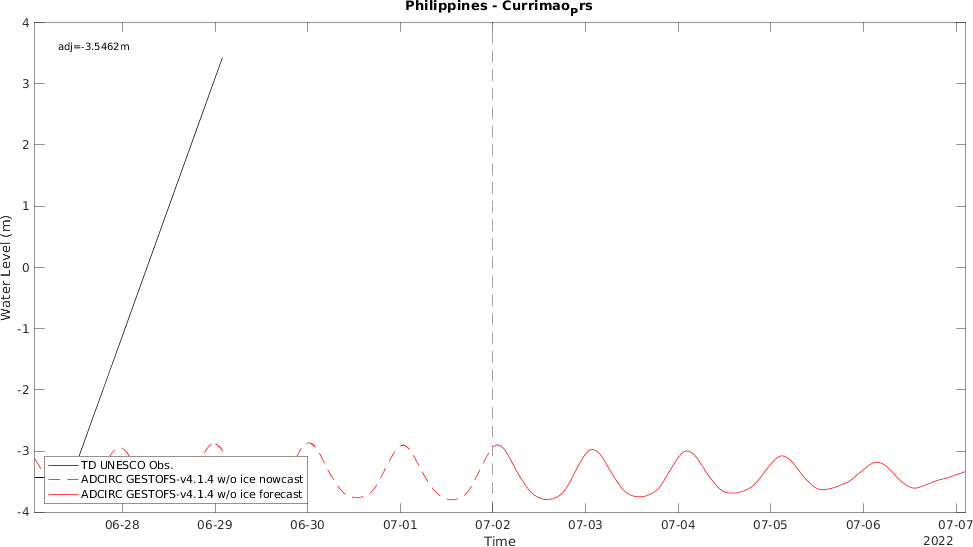 Philippines - Currimaoprs
adj=-3.5462m
4
3
2
1
0
-1
-2
-3
-4
Water Level (m)
TD UNESCO Obs.
ADCIRC GESTOFS-v4.1.4 w/o ice nowcast
ADCIRC GESTOFS-v4.1.4 w/o ice forecast
06-28 06-29 06-30 07-01 07-02 07-03 07-04 07-05 07-06 07-07
Time
2022